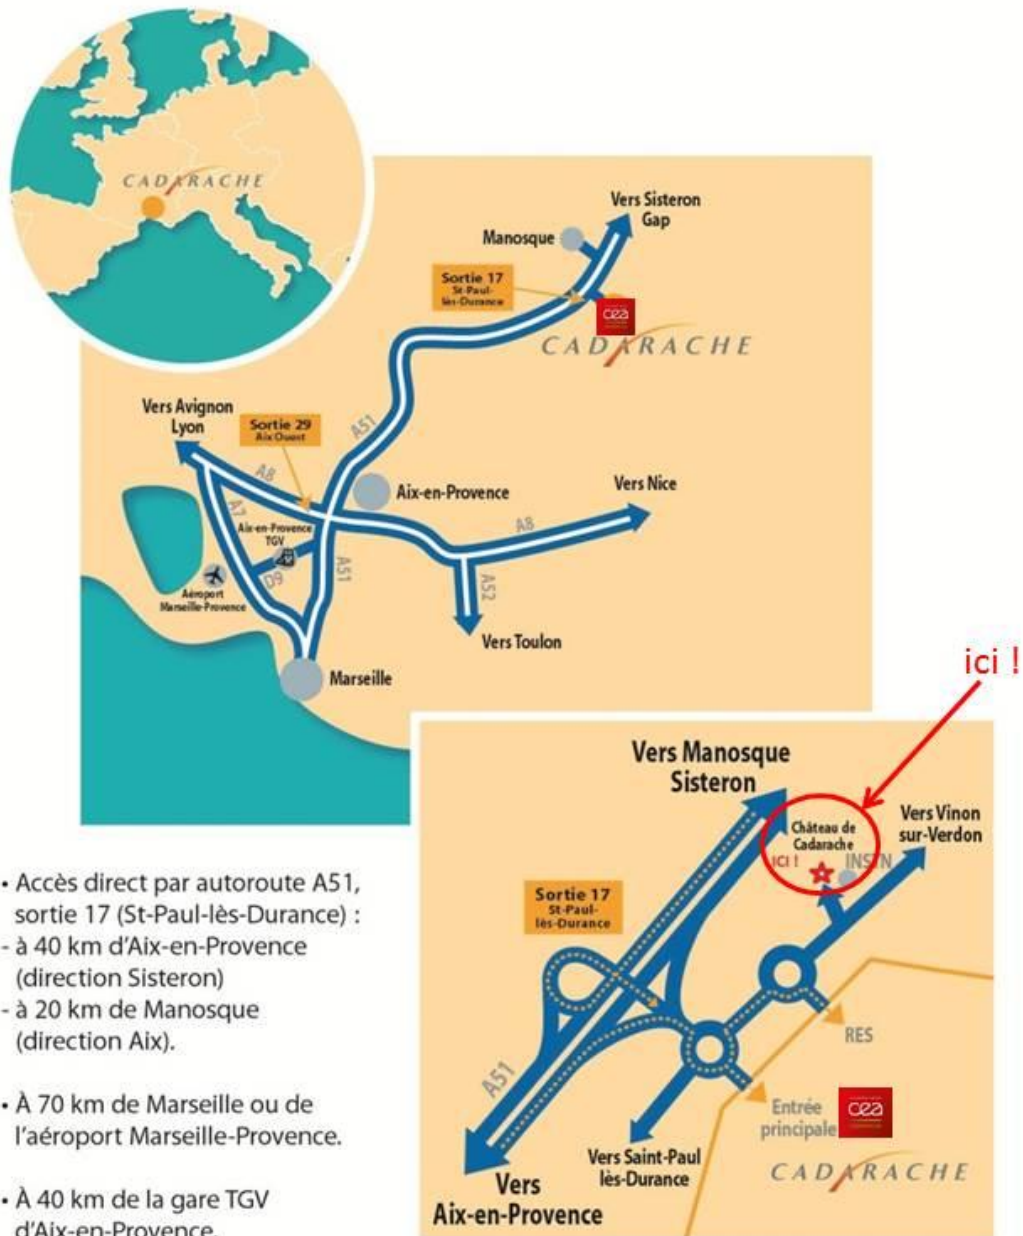 CADARACHE
Vers Sisteron
Gap
Manosque
Sortie 17
St-Paul-
lès-Durance
cea
CADARACHE
Vers Avignon
Lyon
Sortie 29
Aix Ouest
A51
A8
Aix-en-Provence
Vers Nice
A7
Aix-en-Provence
TGV
A8
D9
A51
A52
Aéroport
Marseille-Provence
Vers Toulon
Marseille
ici !
Vers Manosque
Sisteron
Château de
Cadarache
ICI !
INSTN
Vers Vinon
sur-Verdon
Sortie 17
St-Paul-
lès-Durance
RES
A51
Entrée
principale
cea
Vers Saint-Paul
lès-Durance
CADARACHE
Vers
Aix-en-Provence
• Accès direct par autoroute A51,
sortie 17 (St-Paul-lès-Durance) :
- à 40 km d'Aix-en-Provence
(direction Sisteron)
- à 20 km de Manosque
(direction Aix).
• À 70 km de Marseille ou de
l'aéroport Marseille-Provence.
• À 40 km de la gare TGV
d'Aix-en-Provence.